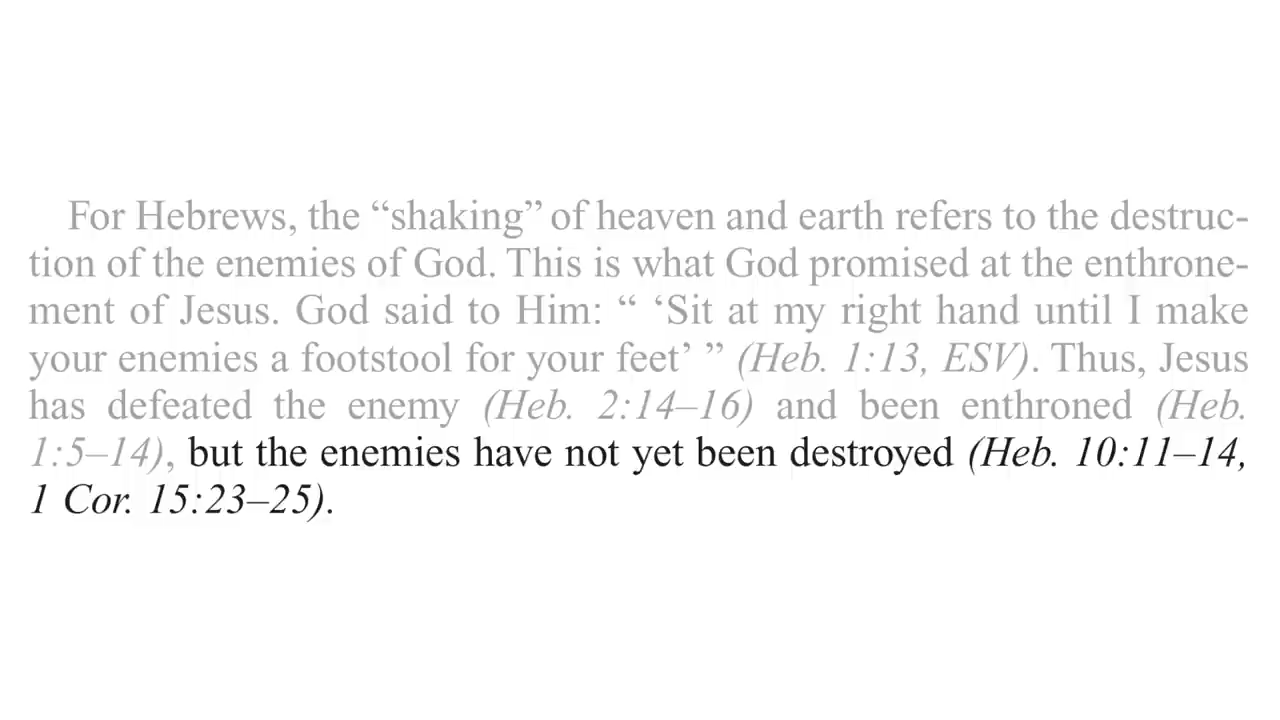 For Hebrews, the “shaking” of heaven and earth refers to the destruc-
tion of the enemies of God. This is what God promised at the enthrone-
ment of Jesus. God said to Him: “ ‘Sit at my right hand until I make
your enemies a footstool for your feet’ ” (Heb. 1:13, ESV). Thus, Jesus
has defeated the enemy (Heb. 2:14–16) and been enthroned (Heb.
1:5–14), but the enemies have not yet been destroyed (Heb. 10:11–14,
1 Cor. 15:23–25).